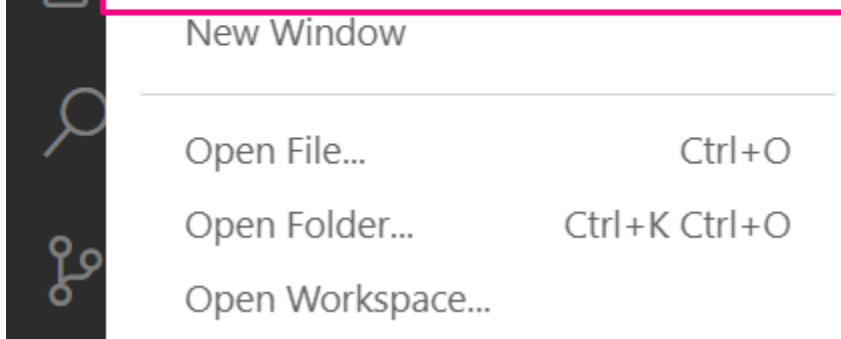 New Window
Open File... Ctrl+O
Open Folder... Ctrl+K Ctrl+O
Open Workspace...